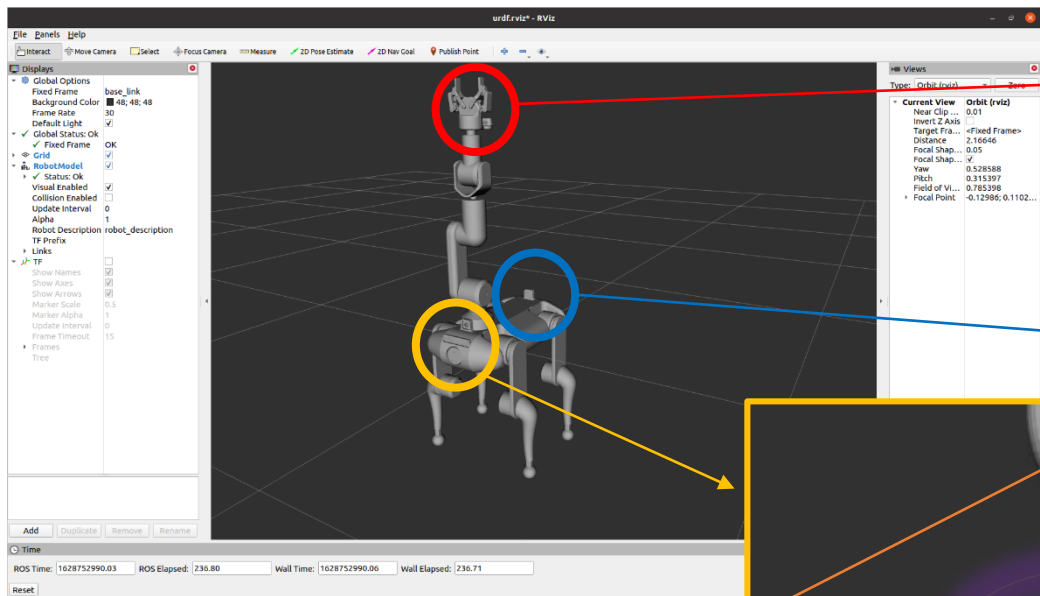 urdf.rviz* - RViz
File Panels Help
Interact Move Camera Select Focus Camera Measure 2D Pose Estimate 2D Nav Goal Publish Point
Displays
Global Options
Fixed Frame base_link
Background Color 48; 48; 48
Frame Rate 30
Default Light
Global Status: Ok
Fixed Frame OK
Grid
RobotModel
Status: Ok
Visual Enabled
Collision Enabled
Update Interval 0
Alpha 1
Robot Description robot_description
TF Prefix
Links
TF
Show Names
Show Axes
Show Arrows
Marker Scale 0.5
Marker Alpha 1
Update Interval 0
Frame Timeout 15
Frames
Tree
Add Duplicate Remove Rename
Views
Type: Orbit (rviz) Zero
Current View Orbit (rviz)
Near Clip ... 0.01
Invert Z Axis
Target Fra... <Fixed Frame>
Distance 2.16646
Focal Shap... 0.05
Focal Shap...
Yaw 0.528588
Pitch 0.315397
Field of Vi... 0.785398
Focal Point -0.12986; 0.1102...
Time
ROS Time: 1628752990.03 ROS Elapsed: 236.80 Wall Time: 1628752990.06 Wall Elapsed: 236.71
Reset